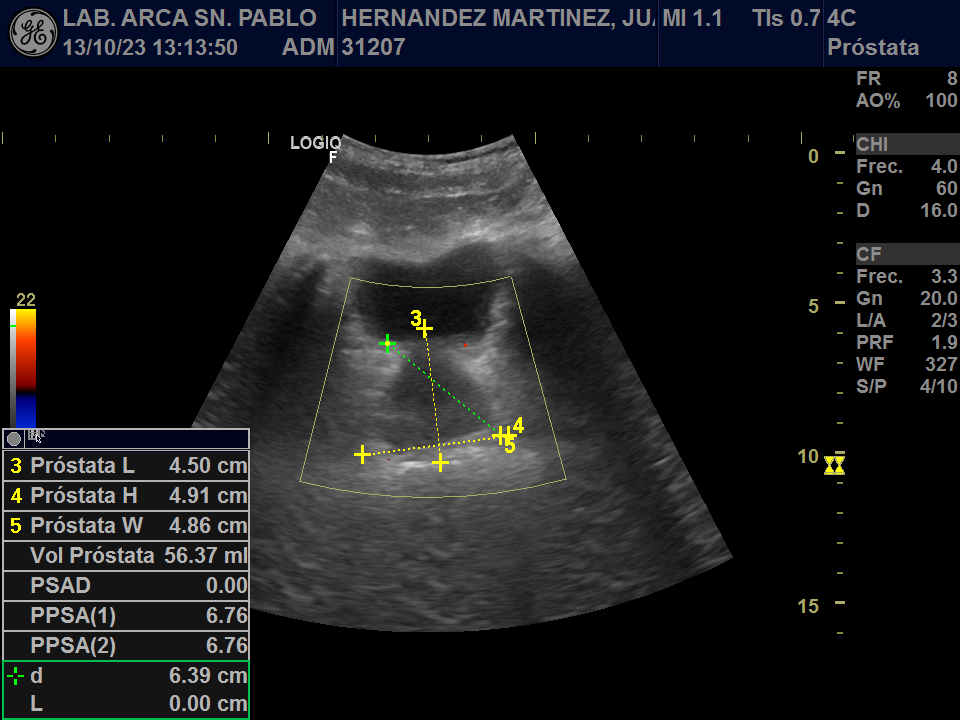 LAB. ARCA SN. PABLO
13/10/23 13:13:50 ADM
HERNANDEZ MARTINEZ, JUA
31207
MI 1.1 TIs 0.7
4C
Próstata
FR 8
AO% 100
CHI
Frec. 4.0
Gn 60
D 16.0
CF
Frec. 3.3
Gn 20.0
L/A 2/3
PRF 1.9
WF 327
S/P 4/10
LOGIQ
F
0
5
10
15
3
4
5
22
3 Próstata L 4.50 cm
4 Próstata H 4.91 cm
5 Próstata W 4.86 cm
Vol Próstata 56.37 ml
PSAD 0.00
PPSA(1) 6.76
PPSA(2) 6.76
d 6.39 cm
L 0.00 cm